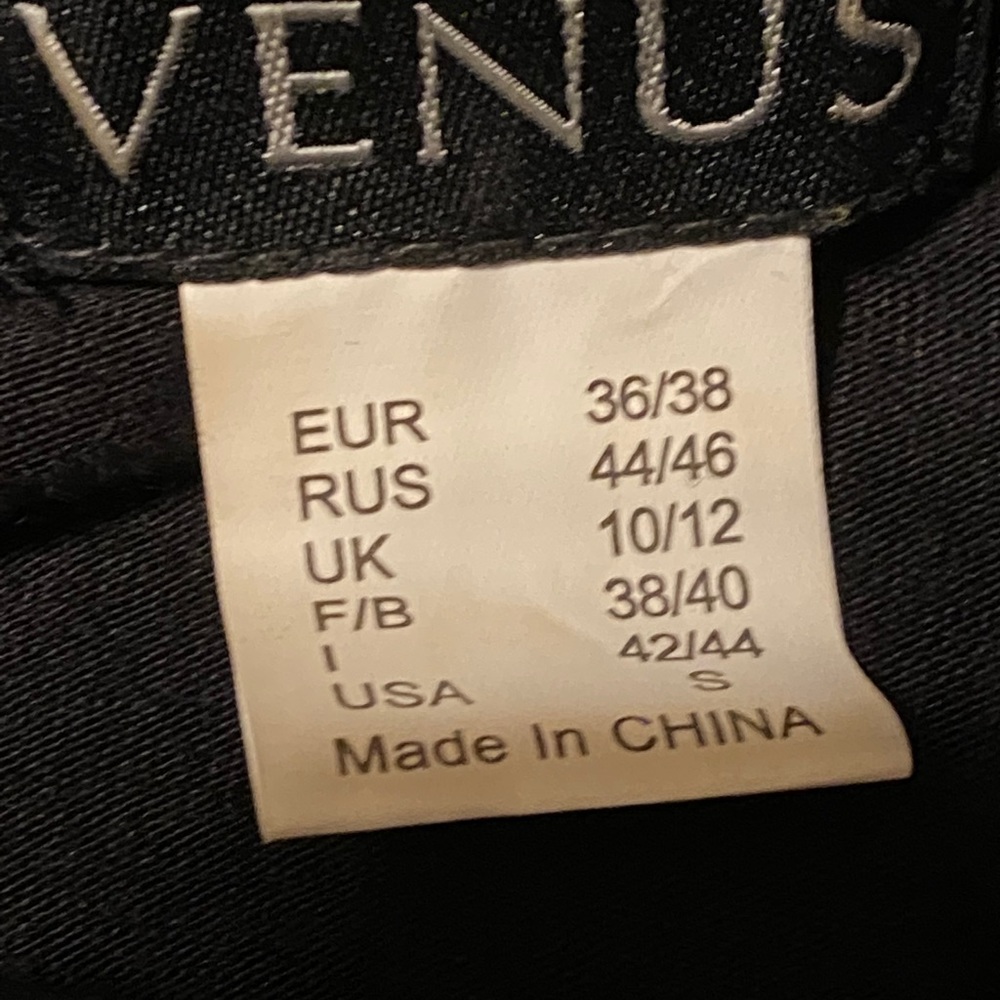 VENUS
EUR 36/38
RUS 44/46
UK 10/12
F/B 38/40
I 42/44
USA S
Made In CHINA